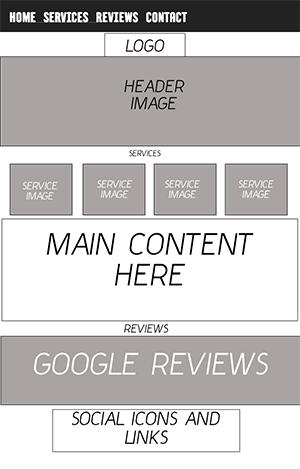 HOME SERVICES REVIEWS CONTACT
LOGO
HEADER
IMAGE
SERVICES
SERVICE SERVICE SERVICE SERVICE
IMAGE IMAGE IMAGE IMAGE
MAIN CONTENT
HERE
REVIEWS
GOOGLE REVIEWS
SOCIAL ICONS AND
LINKS